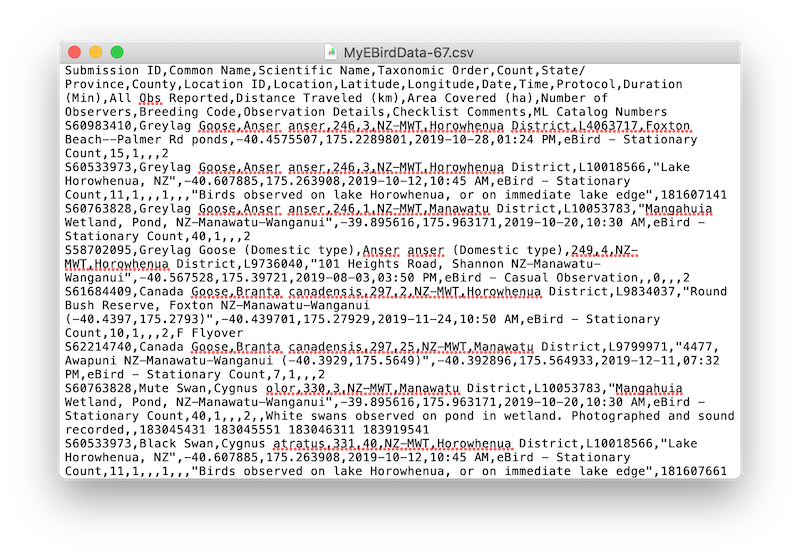 MyEBirdData-67.csv
Submission ID,Common Name,Scientific Name,Taxonomic Order,Count,State/
Province,County,Location ID,Location,Latitude,Longitude,Date,Time,Protocol,Duration
(Min),All Obs Reported,Distance Traveled (km),Area Covered (ha),Number of
Observers,Breeding Code,Observation Details,Checklist Comments,ML Catalog Numbers
S60983410,Greylag Goose,Anser anser,246,3,NZ-MWT,Horowhenua District,L4063717,Foxton
Beach--Palmer Rd ponds,-40.4575507,175.2289801,2019-10-28,01:24 PM,eBird - Stationary
Count,15,1,,,2
S60533973,Greylag Goose,Anser anser,246,3,NZ-MWT,Horowhenua District,L10018566,"Lake
Horowhenua, NZ",-40.607885,175.263908,2019-10-12,10:45 AM,eBird - Stationary
Count,11,1,,,1,,,"Birds observed on lake Horowhenua, or on immediate lake edge",181607141
S60763828,Greylag Goose,Anser anser,246,1,NZ-MWT,Manawatu District,L10053783,"Mangahuia
Wetland, Pond, NZ-Manawatu-Wanganui",-39.895616,175.963171,2019-10-20,10:30 AM,eBird -
Stationary Count,40,1,,,2
S58702095,Greylag Goose (Domestic type),Anser anser (Domestic type),249,4,NZ-
MWT,Horowhenua District,L9736040,"101 Heights Road, Shannon NZ-Manawatu-
Wanganui",-40.567528,175.39721,2019-08-03,03:50 PM,eBird - Casual Observation,,0,,,2
S61684409,Canada Goose,Branta canadensis,297,2,NZ-MWT,Horowhenua District,L9834037,"Round
Bush Reserve, Foxton NZ-Manawatu-Wanganui
(-40.4397,175.2793)",-40.439701,175.27929,2019-11-24,10:50 AM,eBird - Stationary
Count,10,1,,,2,F Flyover
S62214740,Canada Goose,Branta canadensis,297,25,NZ-MWT,Manawatu District,L9799971,"4477,
Awapuni NZ-Manawatu-Wanganui (-40.3929,175.5649)",-40.392896,175.564933,2019-12-11,07:32
PM,eBird - Stationary Count,7,1,,,2
S60763828,Mute Swan,Cygnus olor,330,3,NZ-MWT,Manawatu District,L10053783,"Mangahuia
Wetland, Pond, NZ-Manawatu-Wanganui",-39.895616,175.963171,2019-10-20,10:30 AM,eBird -
Stationary Count,40,1,,,2,,White swans observed on pond in wetland. Photographed and sound
recorded,,183045431 183045551 183046311 183919541
S60533973,Black Swan,Cygnus atratus,331,40,NZ-MWT,Horowhenua District,L10018566,"Lake
Horowhenua, NZ",-40.607885,175.263908,2019-10-12,10:45 AM,eBird - Stationary
Count,11,1,,,1,,,"Birds observed on lake Horowhenua, or on immediate lake edge",181607661